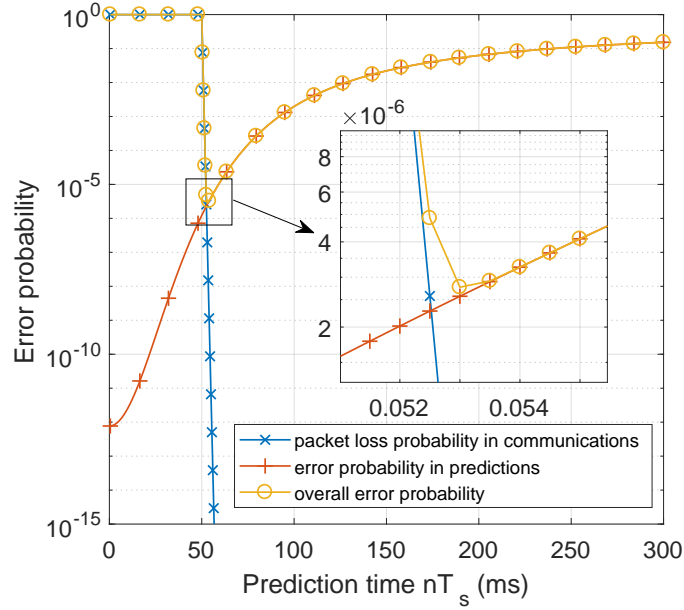 10^0
10^-5
10^-10
10^-15
Error probability
×10^-6
8
6
4
2
0.052 0.054
packet loss probability in communications
error probability in predictions
overall error probability
0 50 100 150 200 250 300
Prediction time nT_s (ms)